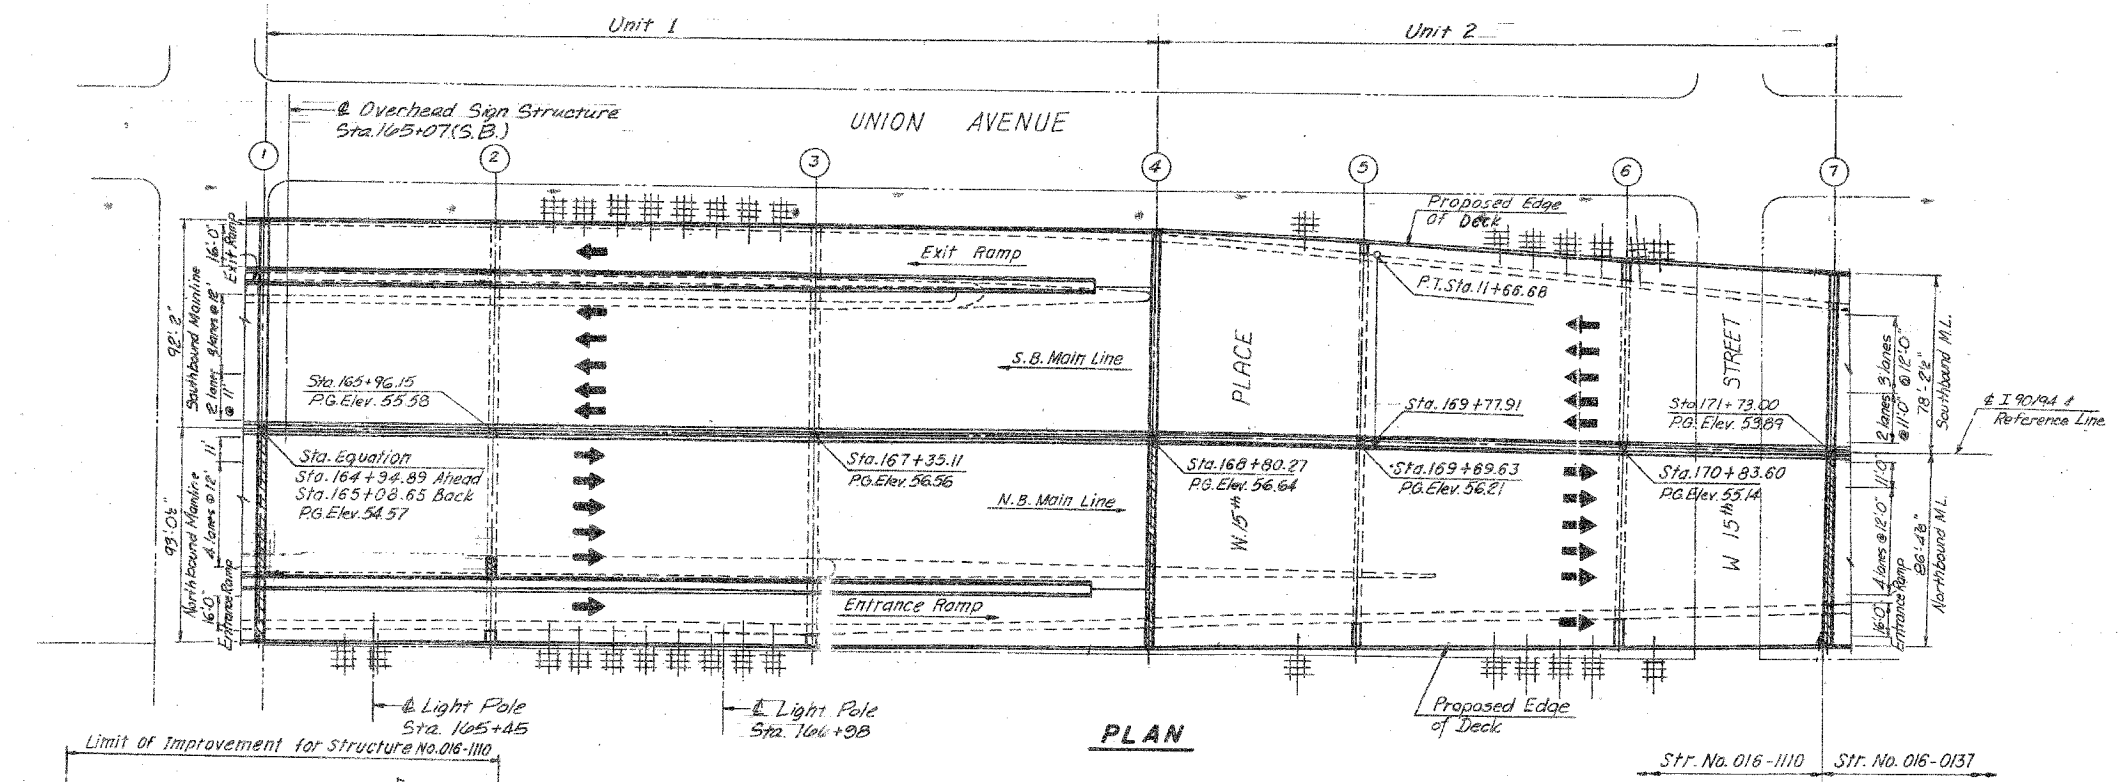 Unit 1
Unit 2
℄ Overhead Sign Structure
Sta. 165+07 (S.B.)
UNION AVENUE
1
2
3
4
5
6
7
Proposed Edge
of Deck
Exit Ramp
P.T. Sta. 11+66.68
16'-0"
Exit Ramp
92'-2"
Southbound Mainline
2 lanes
@ 11'
S.B. Main Line
PLACE
W. 15th
STREET
W 15th
Sta. 165+96.15
P.G. Elev. 55.58
Sta. 169+77.91
Sta 171+73.00
P.G. Elev. 53.89
2 lanes 3 lanes
@ 11'-0" @ 12'-0"
78'-2½"
Southbound M.L.
℄ I 90/94 &
Reference Line
Sta. Equation
Sta. 164+94.89 Ahead
Sta. 165+08.65 Back
P.G. Elev. 54.57
Sta. 167+35.11
P.G. Elev. 56.56
Sta. 168+80.27
P.G. Elev. 56.64
Sta. 169+69.63
P.G. Elev. 56.21
Sta. 170+83.60
P.G. Elev. 55.14
N.B. Main Line
93'-0½"
Northbound Mainline
4 lanes @ 12' 11'
16'-0"
Entrance Ramp
Entrance Ramp
16'-0" 4 lanes @ 12'-0" 11'-0"
Entrance Ramp
Northbound M.L.
℄ Light Pole
Sta. 165+45
℄ Light Pole
Sta. 166+98
Proposed Edge
of Deck
PLAN
Limit of Improvement for Structure No. 016-1110
Str. No. 016-1110
Str. No. 016-0137